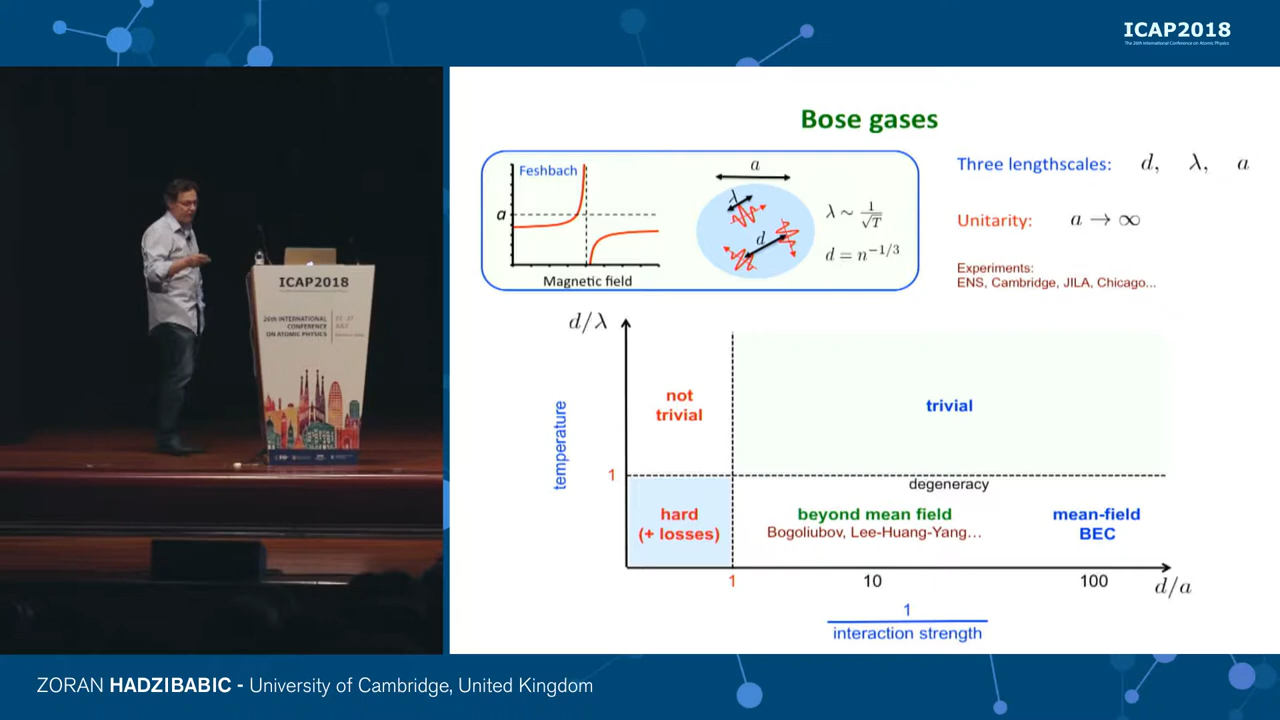 ICAP2018
The 26th International Conference on Atomic Physics
Bose gases
Feshbach
a
Magnetic field
a
λ
d
λ ~ 1/√T
d = n^{-1/3}
Three lengthscales: d, λ, a
Unitarity: a → ∞
Experiments:
ENS, Cambridge, JILA, Chicago...
ICAP2018
26th INTERNATIONAL
CONFERENCE
ON ATOMIC PHYSICS
d/λ
temperature
1
not
trivial
trivial
degeneracy
hard
(+ losses)
beyond mean field
Bogoliubov, Lee-Huang-Yang...
mean-field
BEC
1 10 100
d/a
1
interaction strength
ZORAN HADZIBABIC - University of Cambridge, United Kingdom